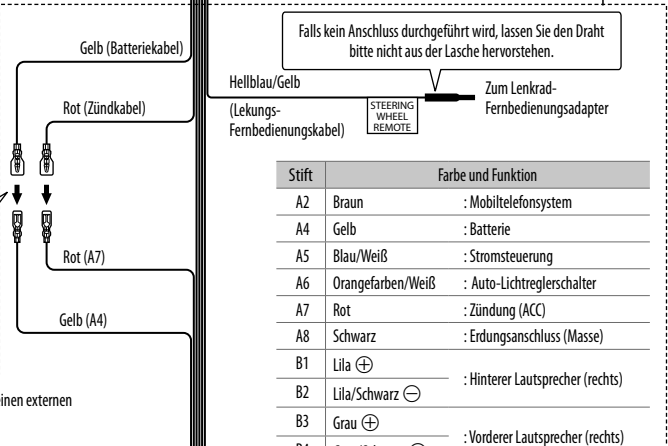 Falls kein Anschluss durchgeführt wird, lassen Sie den Draht
bitte nicht aus der Lasche hervorstehen.
Gelb (Batteriekabel)
Hellblau/Gelb
(Lekungs-
Fernbedienungskabel)
STEERING
WHEEL
REMOTE
Zum Lenkrad-
Fernbedienungsadapter
Rot (Zündkabel)
Rot (A7)
Gelb (A4)
einen externen
Stift Farbe und Funktion
A2 Braun : Mobiltelefonsystem
A4 Gelb : Batterie
A5 Blau/Weiß : Stromsteuerung
A6 Orangefarben/Weiß : Auto-Lichtreglerschalter
A7 Rot : Zündung (ACC)
A8 Schwarz : Erdungsanschluss (Masse)
B1 Lila ⊕
: Hinterer Lautsprecher (rechts)
B2 Lila/Schwarz ⊖
B3 Grau ⊕
: Vorderer Lautsprecher (rechts)